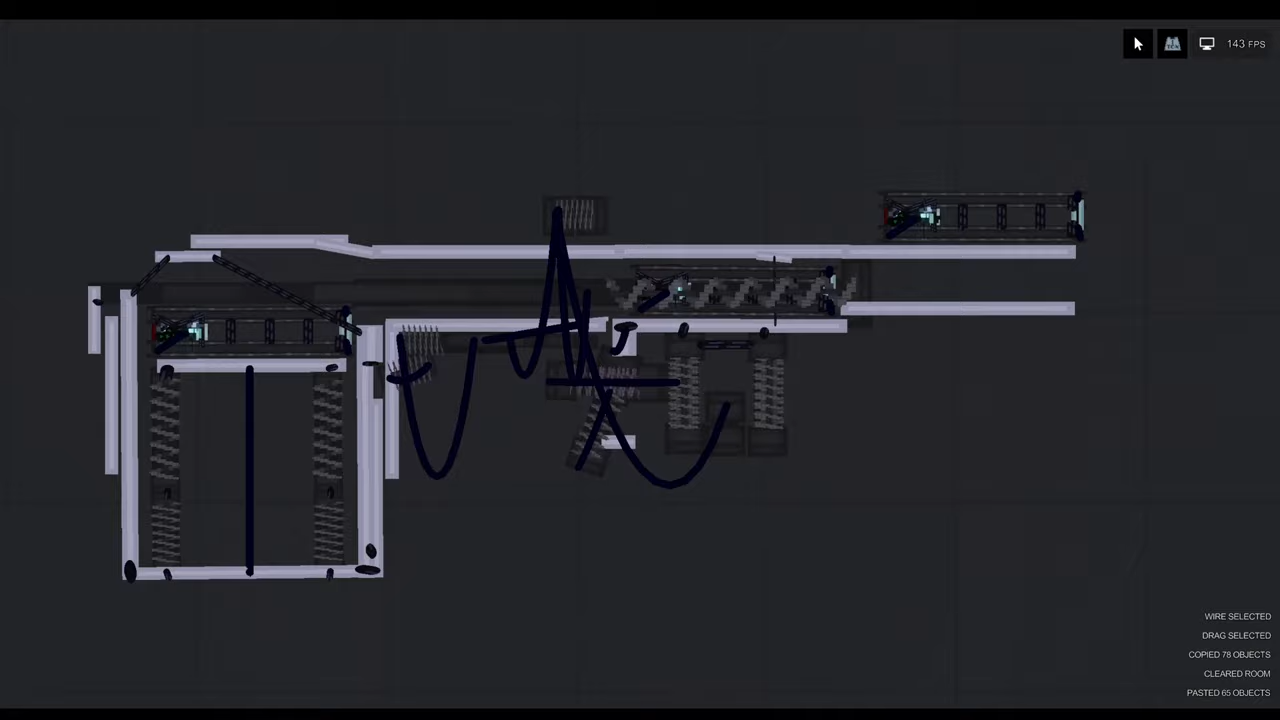 143 FPS
WIRE SELECTED
DRAG SELECTED
COPIED 78 OBJECTS
CLEARED ROOM
PASTED 65 OBJECTS